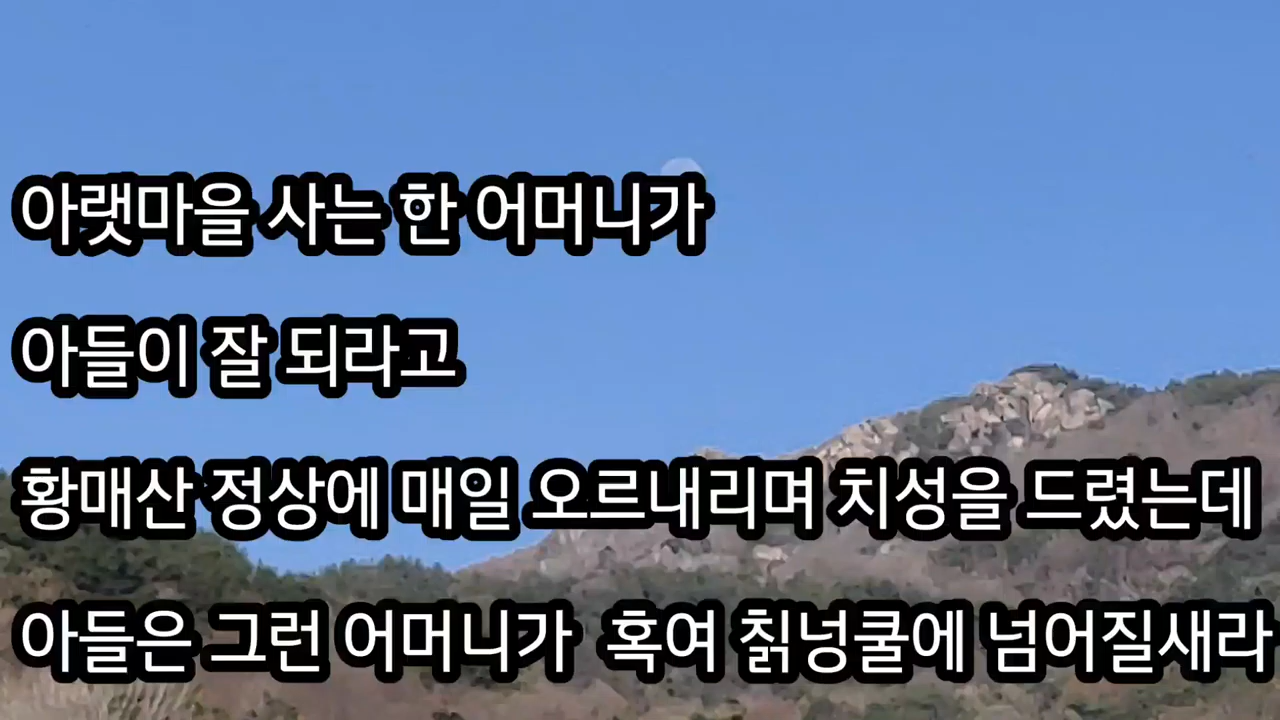 아랫마을 사는 한 어머니가
아들이 잘 되라고
황매산 정상에 매일 오르내리며 치성을 드렸는데
아들은 그런 어머니가 혹여 칡넝쿨에 넘어질새라